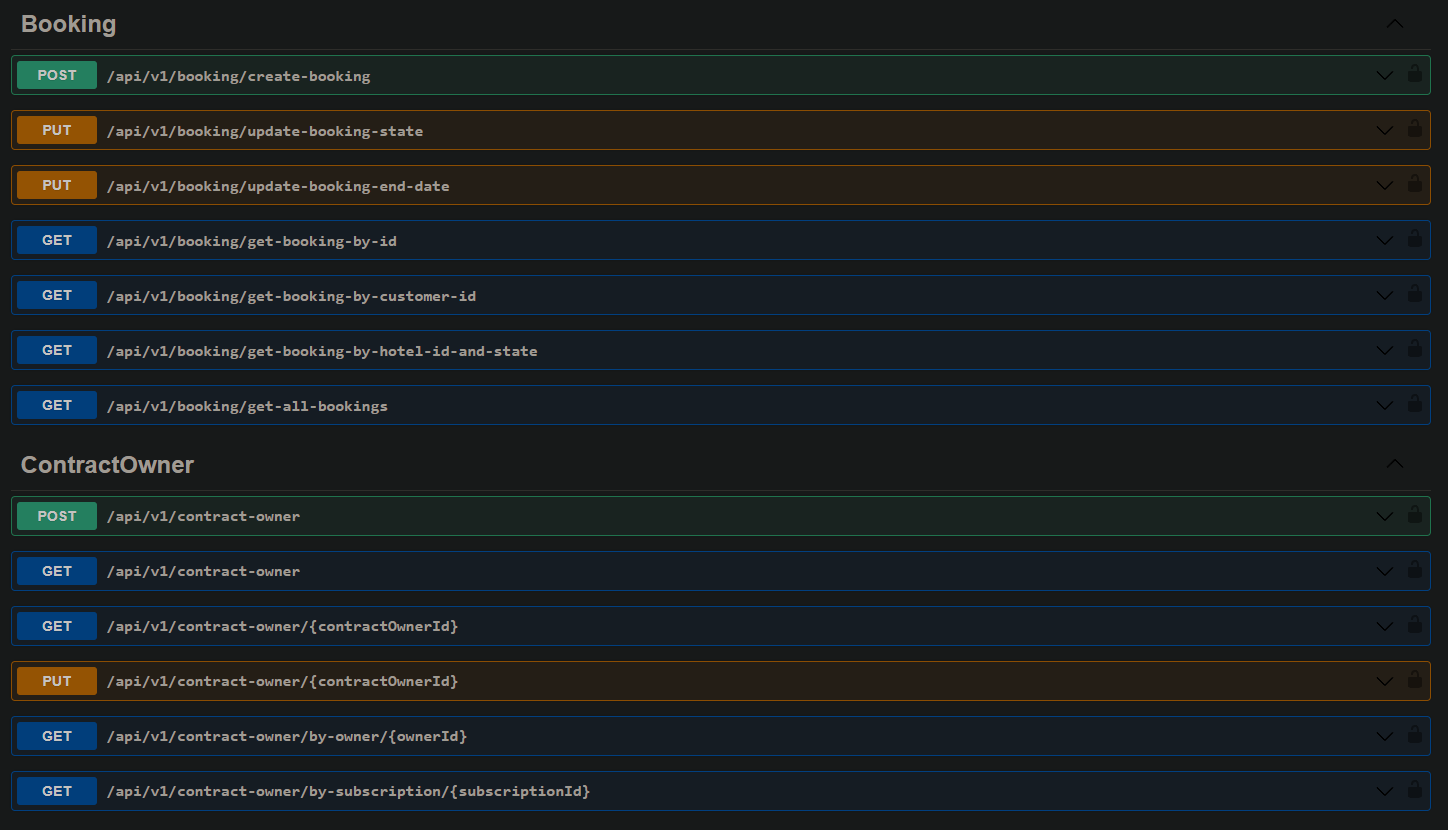 Booking
POST /api/v1/booking/create-booking
PUT /api/v1/booking/update-booking-state
PUT /api/v1/booking/update-booking-end-date
GET /api/v1/booking/get-booking-by-id
GET /api/v1/booking/get-booking-by-customer-id
GET /api/v1/booking/get-booking-by-hotel-id-and-state
GET /api/v1/booking/get-all-bookings
ContractOwner
POST /api/v1/contract-owner
GET /api/v1/contract-owner
GET /api/v1/contract-owner/{contractOwnerId}
PUT /api/v1/contract-owner/{contractOwnerId}
GET /api/v1/contract-owner/by-owner/{ownerId}
GET /api/v1/contract-owner/by-subscription/{subscriptionId}